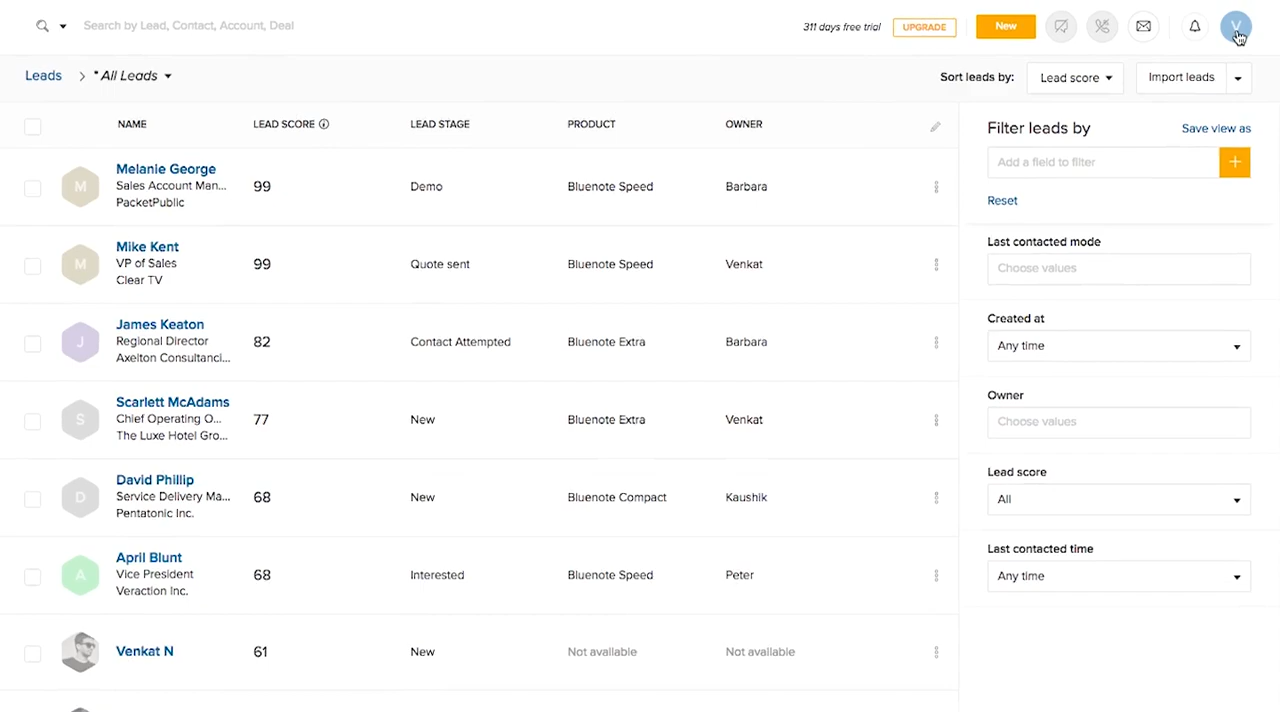 Search by Lead, Contact, Account, Deal
311 days free trial
UPGRADE
New
V
Leads > * All Leads
Sort leads by:
Lead score
Import leads
NAME
LEAD SCORE
LEAD STAGE
PRODUCT
OWNER
M
Melanie George
Sales Account Man...
PacketPublic
99
Demo
Bluenote Speed
Barbara
M
Mike Kent
VP of Sales
Clear TV
99
Quote sent
Bluenote Speed
Venkat
J
James Keaton
Regional Director
Axelton Consultanci...
82
Contact Attempted
Bluenote Extra
Barbara
S
Scarlett McAdams
Chief Operating O...
The Luxe Hotel Gro...
77
New
Bluenote Extra
Venkat
D
David Phillip
Service Delivery Ma...
Pentatonic Inc.
68
New
Bluenote Compact
Kaushik
A
April Blunt
Vice President
Veraction Inc.
68
Interested
Bluenote Speed
Peter
Venkat N
61
New
Not available
Not available
Filter leads by
Save view as
Add a field to filter
+
Reset
Last contacted mode
Choose values
Created at
Any time
Owner
Choose values
Lead score
All
Last contacted time
Any time